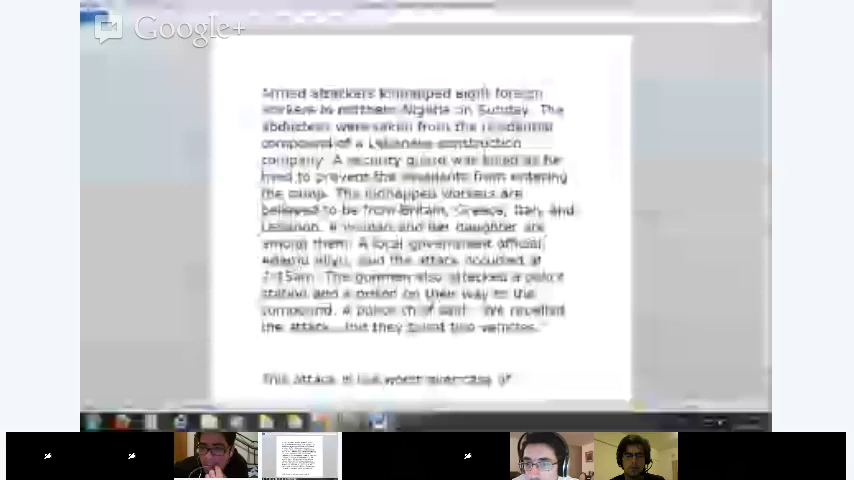 Google+
Armed attackers kidnapped eight foreign
workers in northern Nigeria on Sunday. The
abductees were taken from the residential
compound of a Lebanese construction
company. A security guard was killed as he
tried to prevent the assailants from entering
the camp. The kidnapped workers are
believed to be from Britain, Greece, Italy, and
Lebanon. A woman and her daughter are
among them. A local government official,
Adamu Aliyu, said the attack occurred at
The gunmen also attacked a police
station and a prison on their way to the
compound. A police chief said: "We repelled
the attack…but they burnt two vehicles."
This attack is the worst